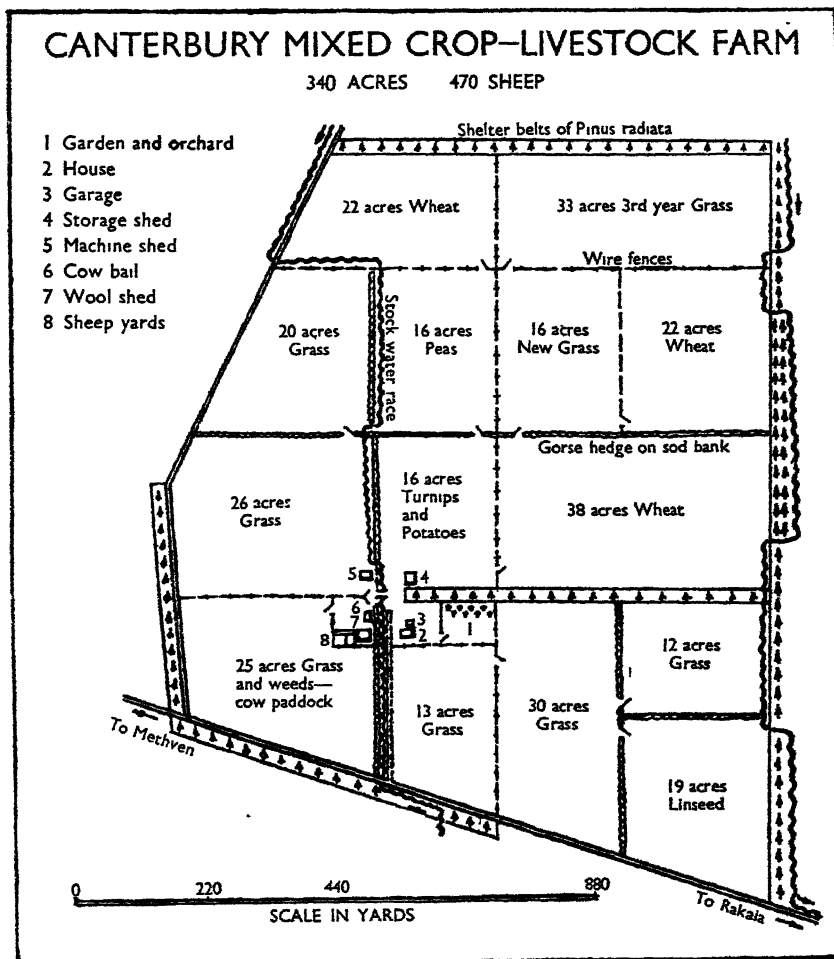 CANTERBURY MIXED CROP–LIVESTOCK FARM
340 ACRES 470 SHEEP
1 Garden and orchard
2 House
3 Garage
4 Storage shed
5 Machine shed
6 Cow bail
7 Wool shed
8 Sheep yards
Shelter belts of Pinus radiata
22 acres Wheat
33 acres 3rd year Grass
Wire fences
20 acres
Grass
Stock water race
16 acres
Peas
16 acres
New Grass
22 acres
Wheat
Gorse hedge on sod bank
26 acres
Grass
16 acres
Turnips
and
Potatoes
38 acres Wheat
5
4
6
7
8
3
2
1
25 acres Grass
and weeds—
cow paddock
13 acres
Grass
30 acres
Grass
12 acres
Grass
19 acres
Linseed
To Methven
To Rakaia
0 220 440 880
SCALE IN YARDS